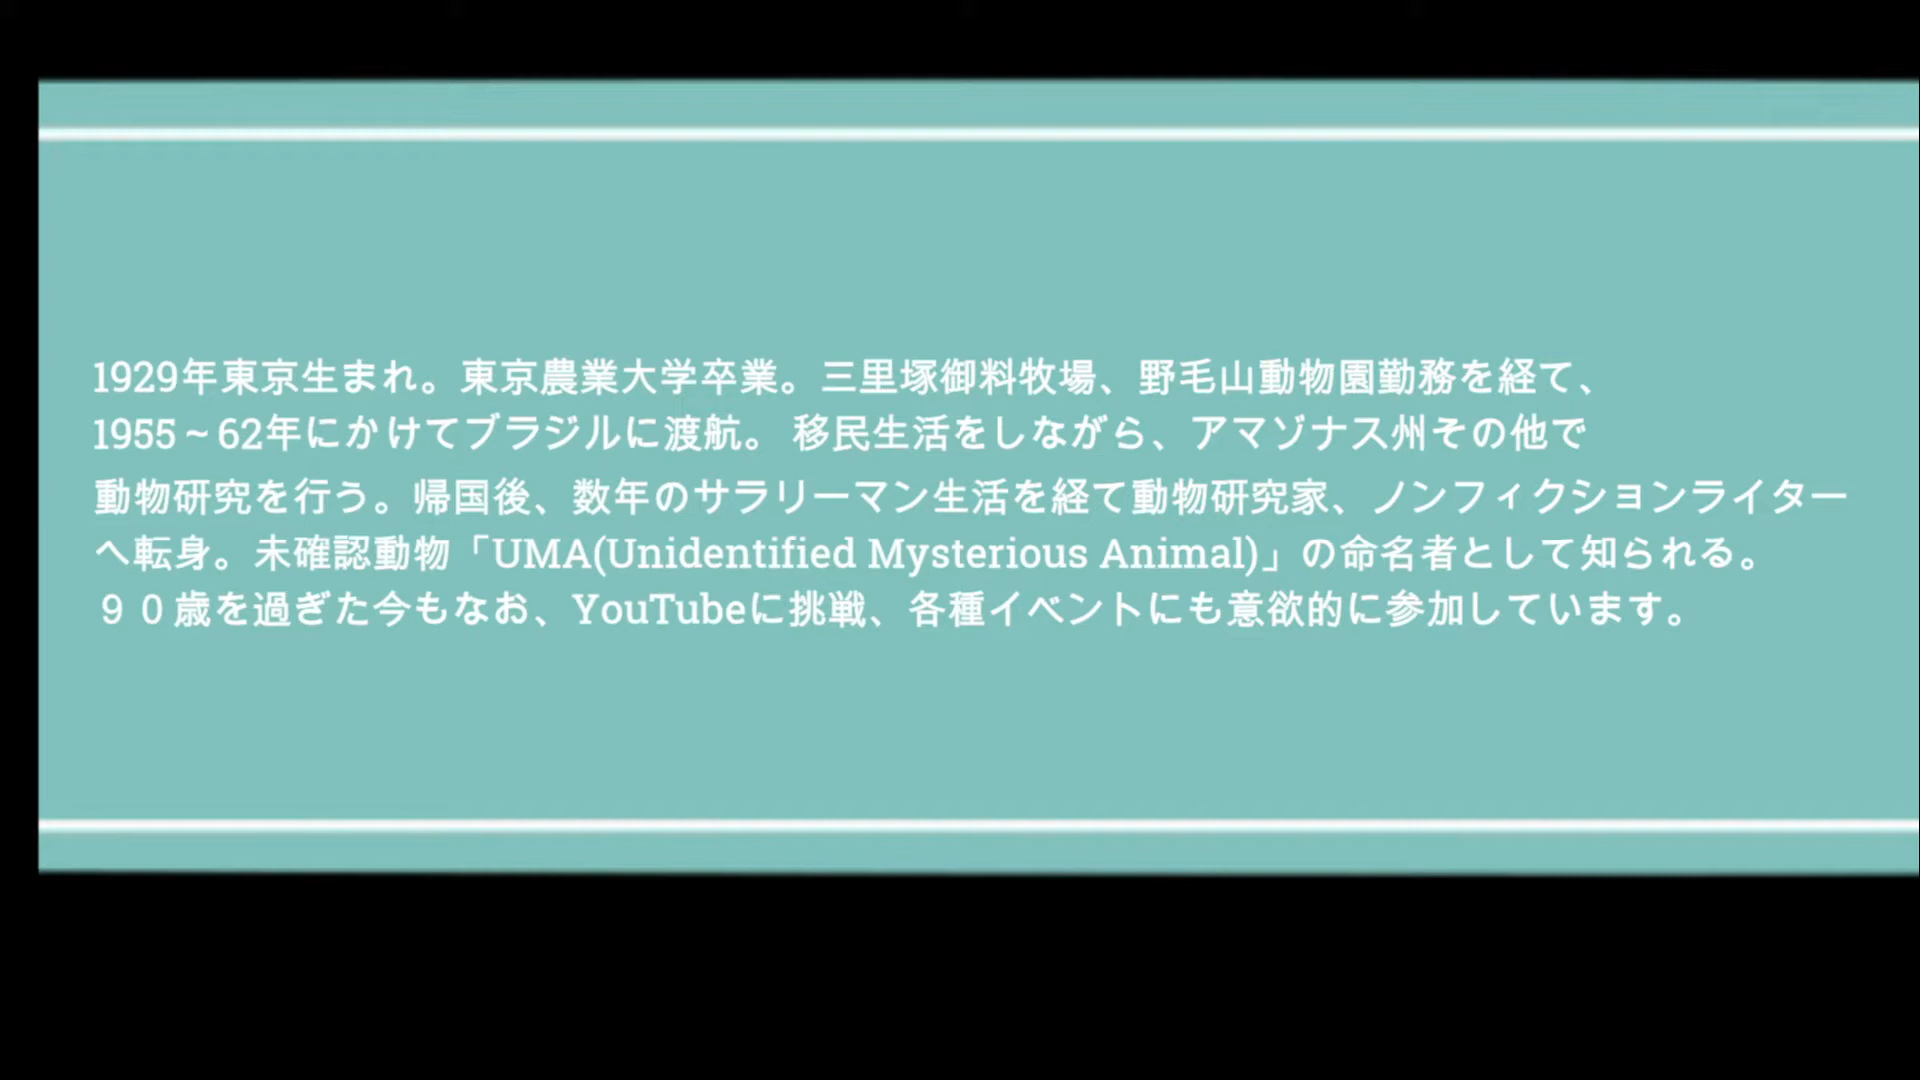 1929年東京生まれ。東京農業大学卒業。三里塚御料牧場、野毛山動物園勤務を経て、
1955～62年にかけてブラジルに渡航。 移民生活をしながら、アマゾナス州その他で
動物研究を行う。帰国後、数年のサラリーマン生活を経て動物研究家、ノンフィクションライター
へ転身。未確認動物「UMA(Unidentified Mysterious Animal)」の命名者として知られる。
９０歳を過ぎた今もなお、YouTubeに挑戦、各種イベントにも意欲的に参加しています。